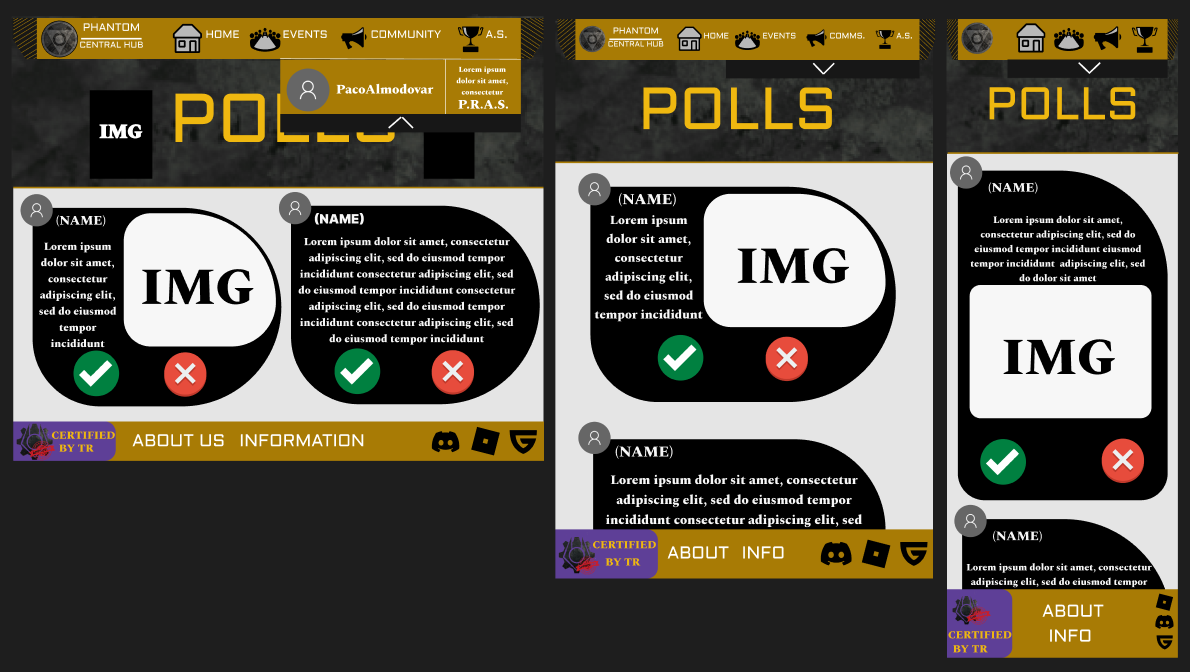 PHANTOM
CENTRAL HUB
HOME
EVENTS
COMMUNITY
A.S.
PacoAlmodovar
Lorem ipsum
dolor sit amet,
consectetur
P.R.A.S.
IMG
POLLS
(NAME)
Lorem ipsum
dolor sit amet,
consectetur
adipiscing elit,
sed do eiusmod
tempor
incididunt
IMG
(NAME)
Lorem ipsum dolor sit amet, consectetur
adipiscing elit, sed do eiusmod tempor
incididunt consectetur adipiscing elit, sed
do eiusmod tempor incididunt consectetur
adipiscing elit, sed do eiusmod tempor
incididunt consectetur adipiscing elit, sed
do eiusmod tempor incididunt
CERTIFIED
BY TR
ABOUT US
INFORMATION
PHANTOM
CENTRAL HUB
HOME
EVENTS
COMMS.
A.S.
POLLS
(NAME)
Lorem ipsum
dolor sit amet,
consectetur
adipiscing elit,
sed do eiusmod
tempor incididunt
IMG
(NAME)
Lorem ipsum dolor sit amet, consectetur
adipiscing elit, sed do eiusmod tempor
incididunt consectetur adipiscing elit, sed
CERTIFIED
BY TR
ABOUT
INFO
POLLS
(NAME)
Lorem ipsum dolor sit amet,
consectetur adipiscing elit, sed do
eiusmod tempor incididunt eiusmod
tempor incididunt adipiscing elit, sed
do dolor sit amet
IMG
(NAME)
Lorem ipsum dolor sit amet, consectetur
adipiscing elit, sed do eiusmod tempor
CERTIFIED
BY TR
ABOUT
INFO